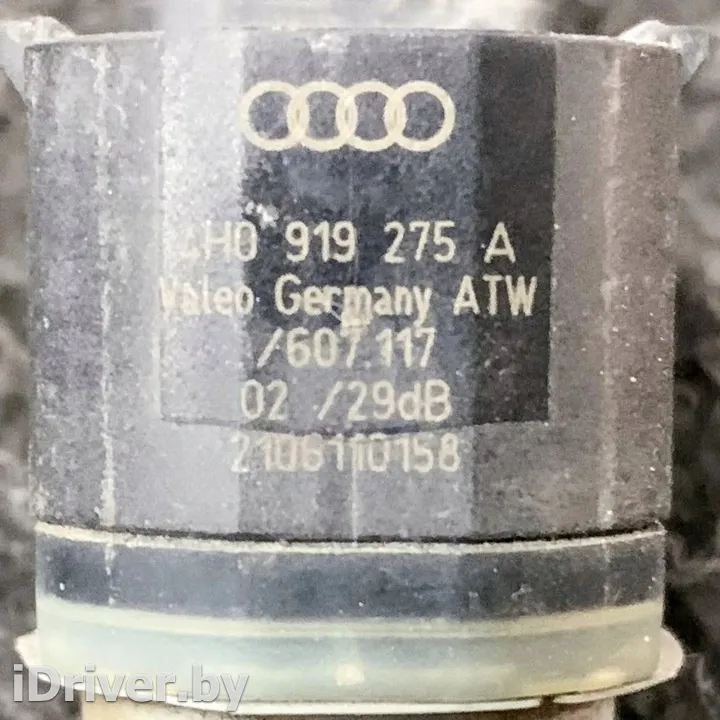 4H0 919 275 A
Valeo Germany ATW
/607.117
02 /29dB
2106110158
iDriver.by